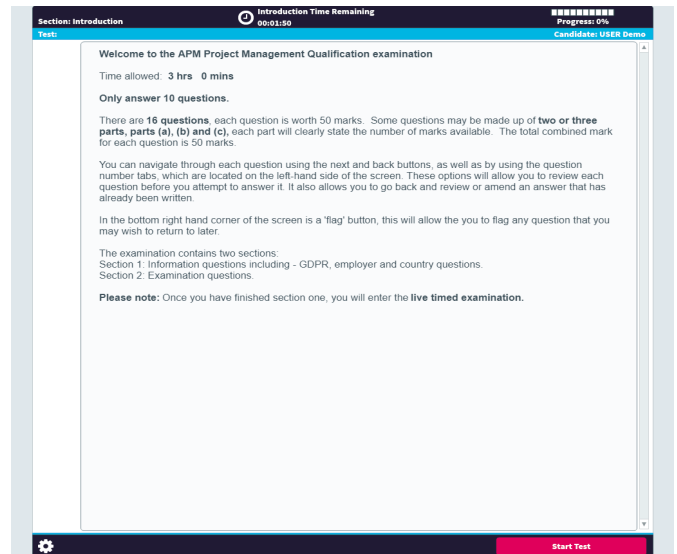 Section: Introduction
Introduction Time Remaining
00:01:50
Progress: 0%
Test:
Candidate: USER Demo
Welcome to the APM Project Management Qualification examination
Time allowed:  3 hrs   0 mins
Only answer 10 questions.
There are 16 questions, each question is worth 50 marks.  Some questions may be made up of two or three
parts, parts (a), (b) and (c), each part will clearly state the number of marks available.  The total combined mark
for each question is 50 marks.
You can navigate through each question using the next and back buttons, as well as by using the question
number tabs, which are located on the left-hand side of the screen. These options will allow you to review each
question before you attempt to answer it. It also allows you to go back and review or amend an answer that has
already been written.
In the bottom right hand corner of the screen is a 'flag' button, this will allow the you to flag any question that you
may wish to return to later.
The examination contains two sections:
Section 1: Information questions including - GDPR, employer and country questions.
Section 2: Examination questions.
Please note: Once you have finished section one, you will enter the live timed examination.
Start Test